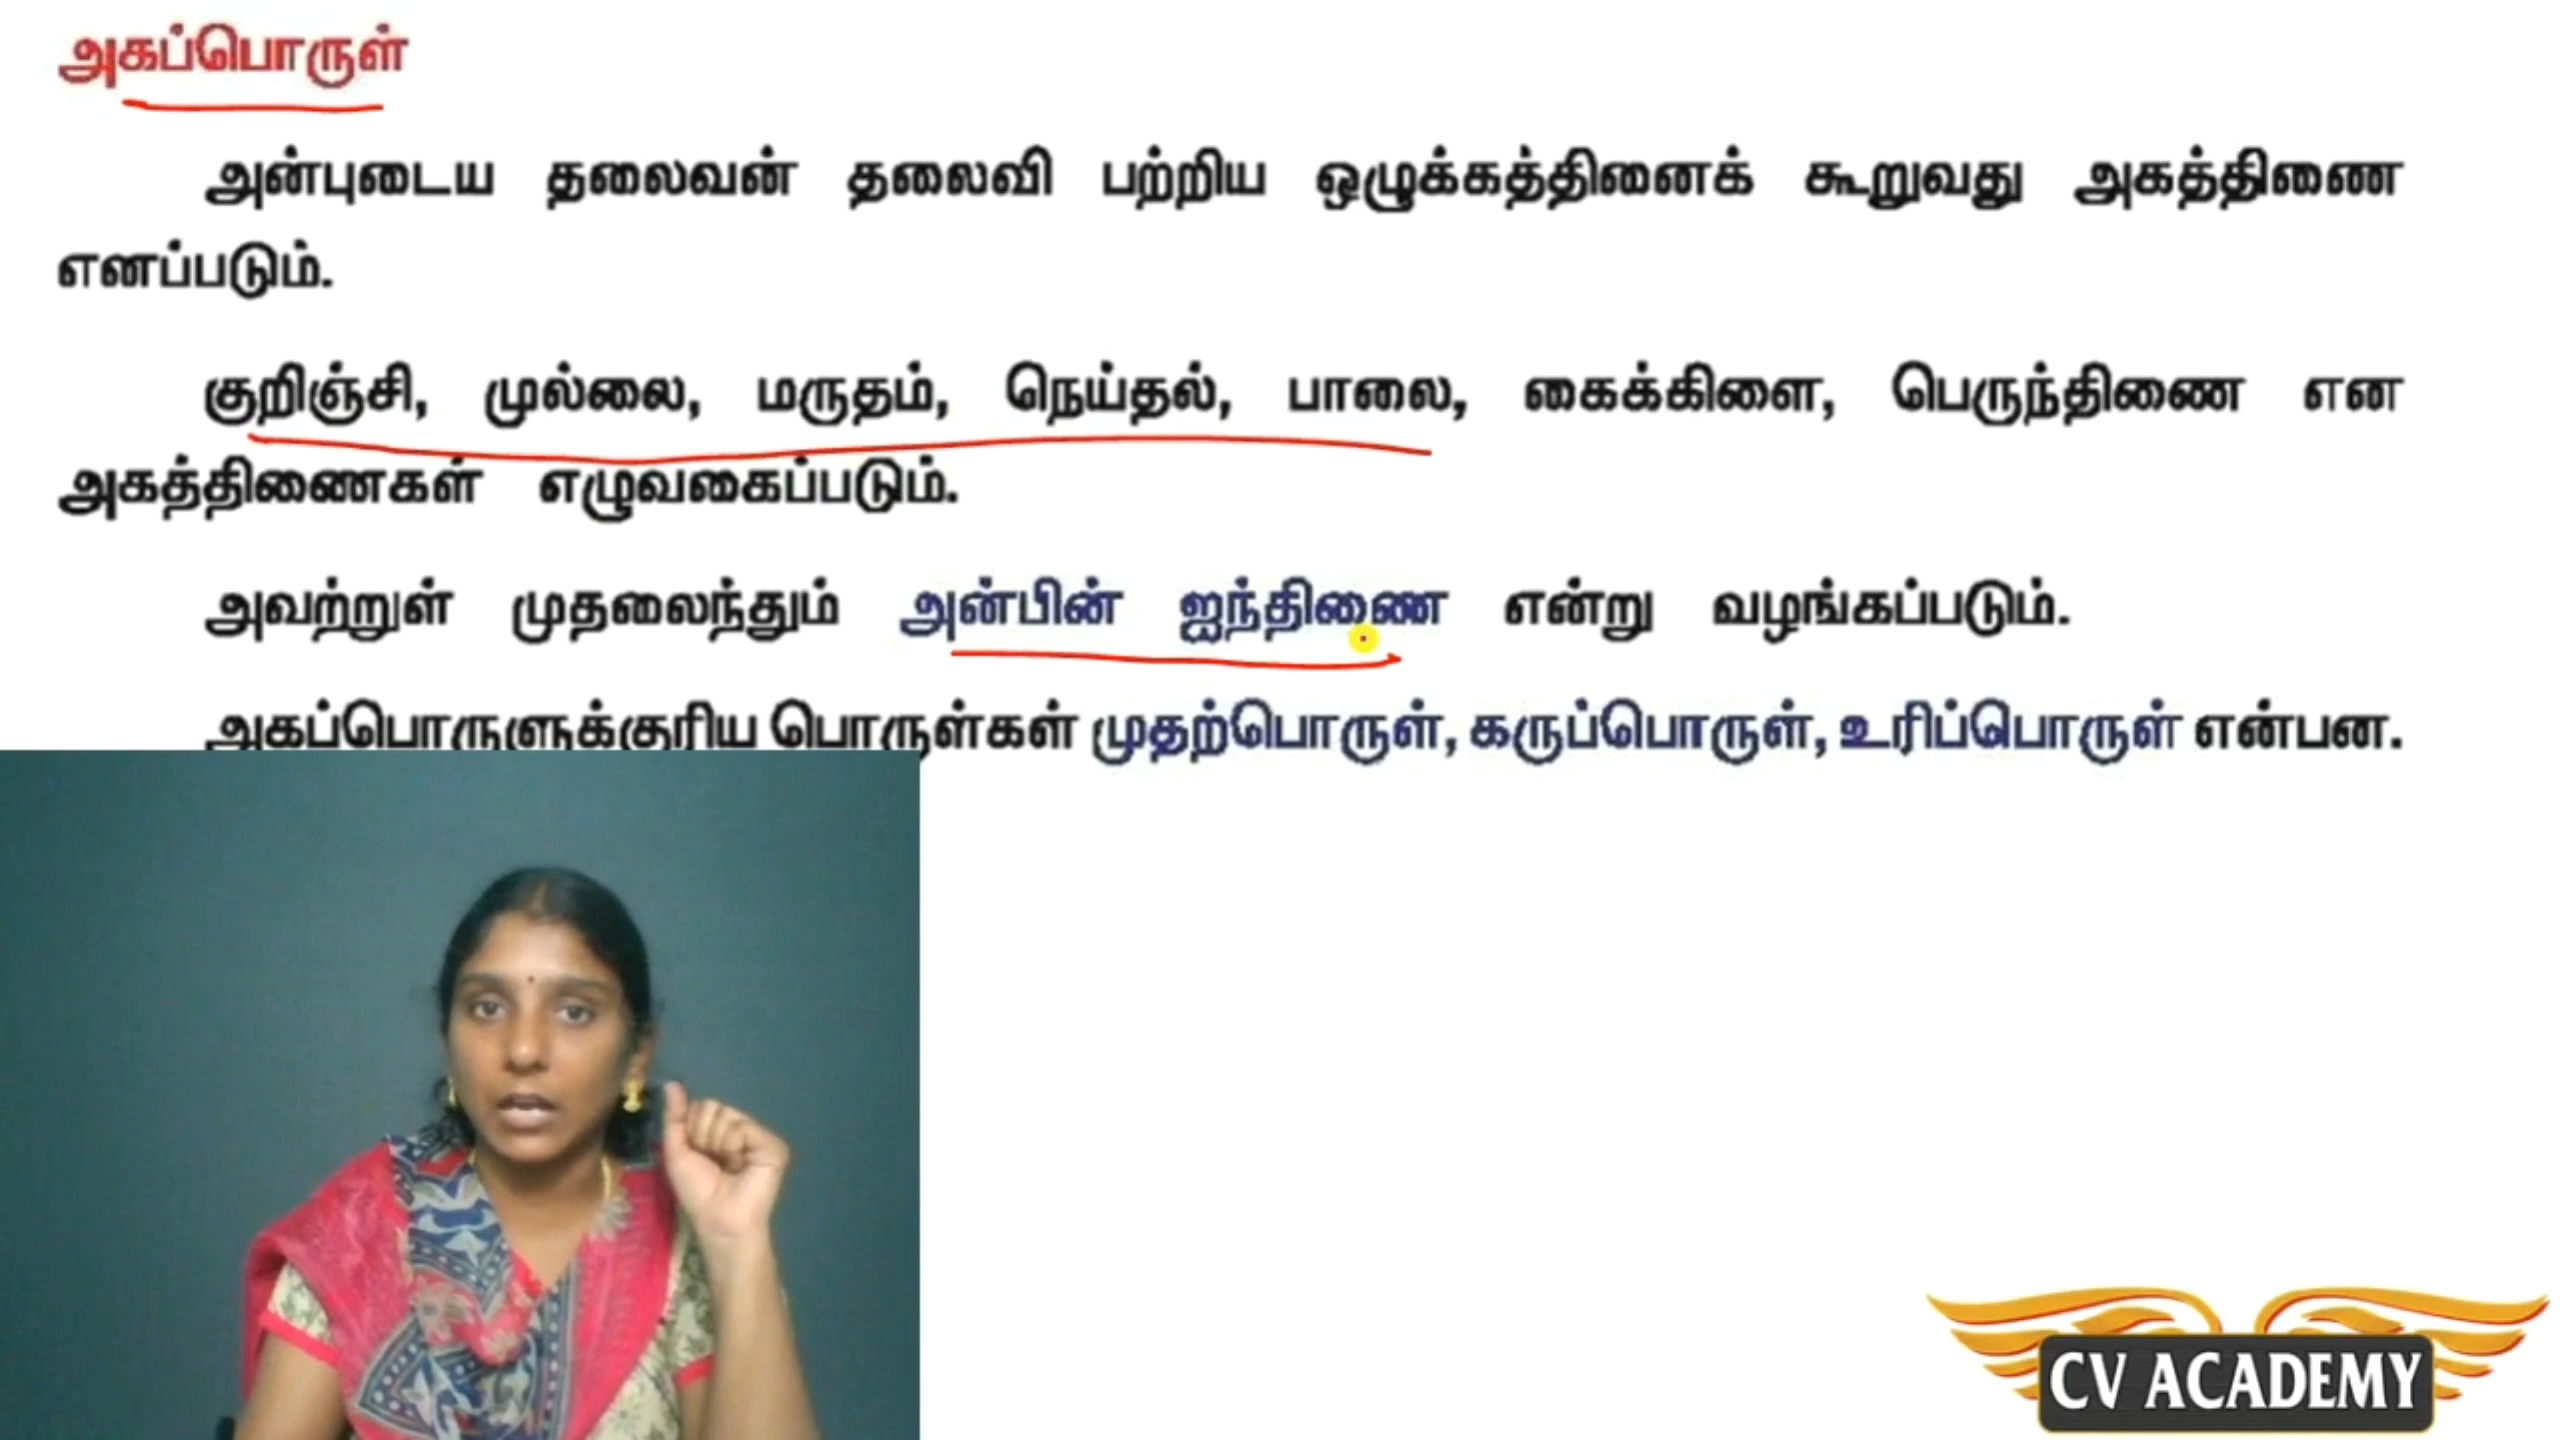 அகப்பொருள்
அன்புடைய தலைவன் தலைவி பற்றிய ஒழுக்கத்தினைக் கூறுவது அகத்திணை
எனப்படும்.
குறிஞ்சி, முல்லை, மருதம், நெய்தல், பாலை, கைக்கிளை, பெருந்திணை என
அகத்திணைகள் எழுவகைப்படும்.
அவற்றுள் முதலைந்தும் அன்பின் ஐந்திணை என்று வழங்கப்படும்.
அகப்பொருளுக்குரிய பொருள்கள் முதற்பொருள், கருப்பொருள், உரிப்பொருள் என்பன.
CV ACADEMY